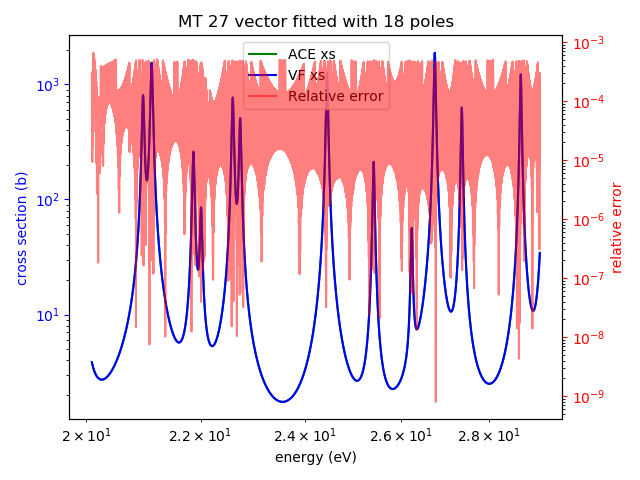 MT 27 vector fitted with 18 poles
ACE xs
VF xs
Relative error
cross section (b)
10³
10²
10¹
relative error
10⁻³
10⁻⁴
10⁻⁵
10⁻⁶
10⁻⁷
10⁻⁸
10⁻⁹
2 × 10¹ 2.2 × 10¹ 2.4 × 10¹ 2.6 × 10¹ 2.8 × 10¹
energy (eV)